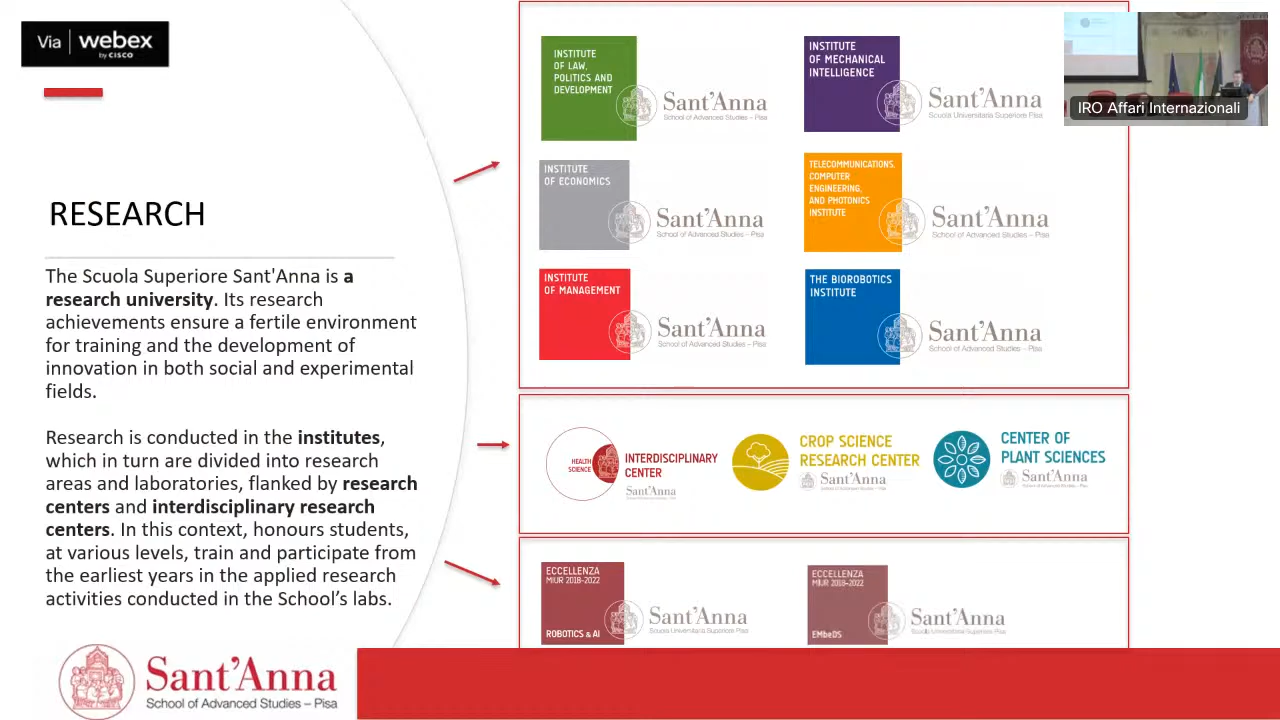 Via webex
by CISCO
RESEARCH
The Scuola Superiore Sant'Anna is a
research university. Its research
achievements ensure a fertile environment
for training and the development of
innovation in both social and experimental
fields.
Research is conducted in the institutes,
which in turn are divided into research
areas and laboratories, flanked by research
centers and interdisciplinary research
centers. In this context, honours students,
at various levels, train and participate from
the earliest years in the applied research
activities conducted in the School's labs.
Sant'Anna
School of Advanced Studies – Pisa
INSTITUTE
OF LAW,
POLITICS AND
DEVELOPMENT
Sant'Anna
School of Advanced Studies – Pisa
INSTITUTE
OF MECHANICAL
INTELLIGENCE
Sant'Anna
Scuola Universitaria Superiore Pisa
INSTITUTE
OF ECONOMICS
Sant'Anna
School of Advanced Studies – Pisa
TELECOMMUNICATIONS,
COMPUTER
ENGINEERING,
AND PHOTONICS
INSTITUTE
Sant'Anna
School of Advanced Studies – Pisa
INSTITUTE
OF MANAGEMENT
Sant'Anna
School of Advanced Studies – Pisa
THE BIOROBOTICS
INSTITUTE
Sant'Anna
School of Advanced Studies – Pisa
HEALTH
SCIENCE
INTERDISCIPLINARY
CENTER
Sant'Anna
CROP SCIENCE
RESEARCH CENTER
Sant'Anna
CENTER OF
PLANT SCIENCES
Sant'Anna
ECCELLENZA
MIUR 2018-2022
ROBOTICS & AI
Sant'Anna
Scuola Universitaria Superiore Pisa
ECCELLENZA
MIUR 2018-2022
EMbeDS
Sant'Anna
Scuola Universitaria Superiore Pisa
IRO Affari Internazionali